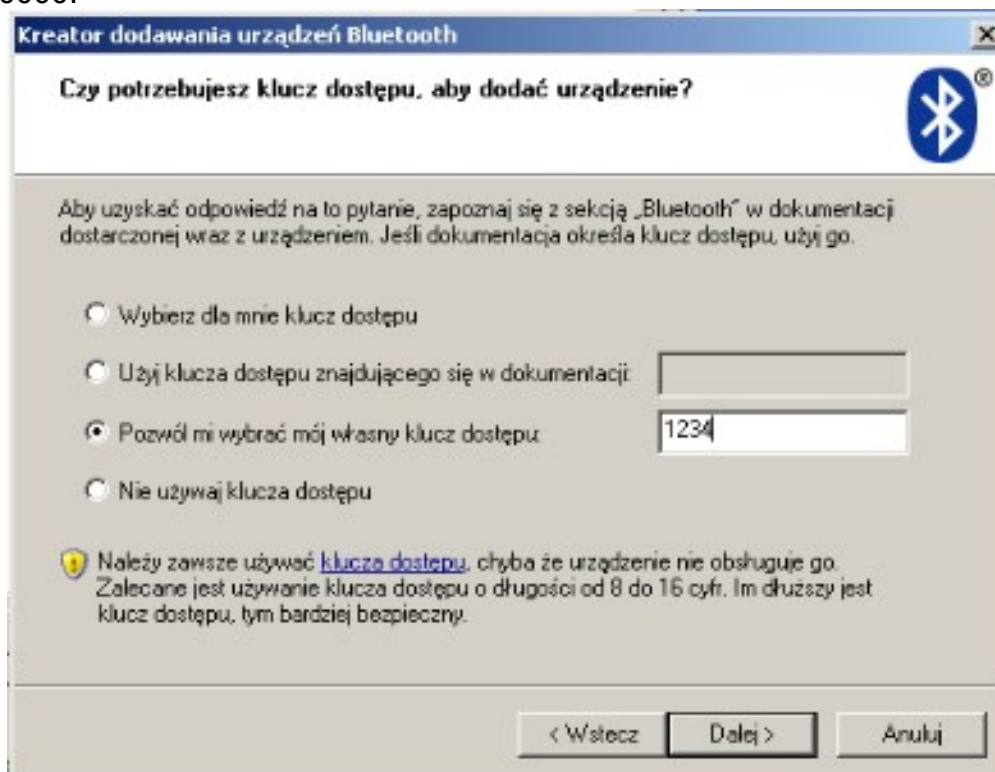 Kreator dodawania urządzeń Bluetooth
Czy potrzebujesz klucz dostępu, aby dodać urządzenie?
®
Aby uzyskać odpowiedź na to pytanie, zapoznaj się z sekcją „Bluetooth” w dokumentacji
dostarczonej wraz z urządzeniem. Jeśli dokumentacja określa klucz dostępu, użyj go.
Wybierz dla mnie klucz dostępu
Użyj klucza dostępu znajdującego się w dokumentacji:
Pozwól mi wybrać mój własny klucz dostępu: 1234
Nie używaj klucza dostępu
Należy zawsze używać klucza dostępu, chyba że urządzenie nie obsługuje go.
Zalecane jest używanie klucza dostępu o długości od 8 do 16 cyfr. Im dłuższy jest
klucz dostępu, tym bardziej bezpieczny.
< Wstecz Dalej > Anuluj